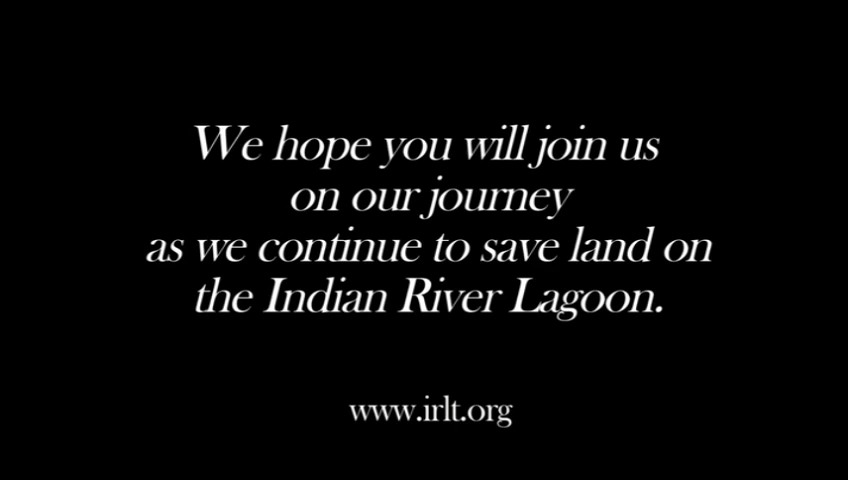 We hope you will join us
on our journey
as we continue to save land on
the Indian River Lagoon.
www.irlt.org